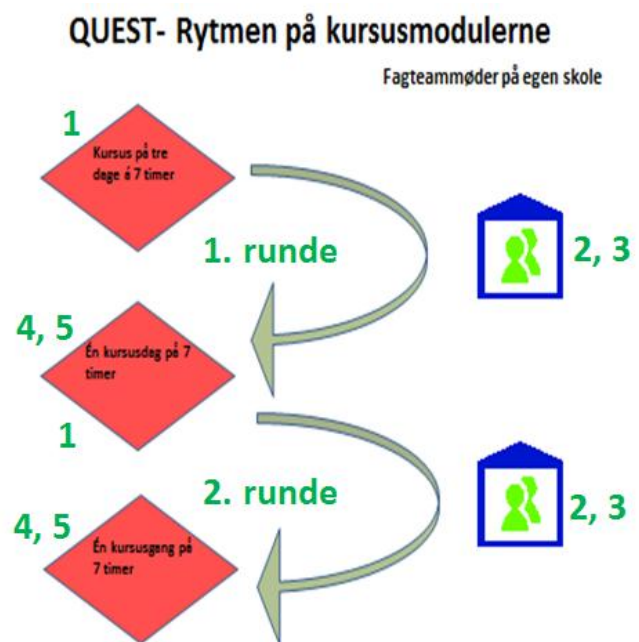 QUEST- Rytmen på kursusmodulerne
Fagteammøder på egen skole
1
Kursus på tre
dage á 7 timer
1. runde
2, 3
4, 5
Én kursusdag på 7
timer
1
2. runde
2, 3
4, 5
Én kursusgang på
7 timer